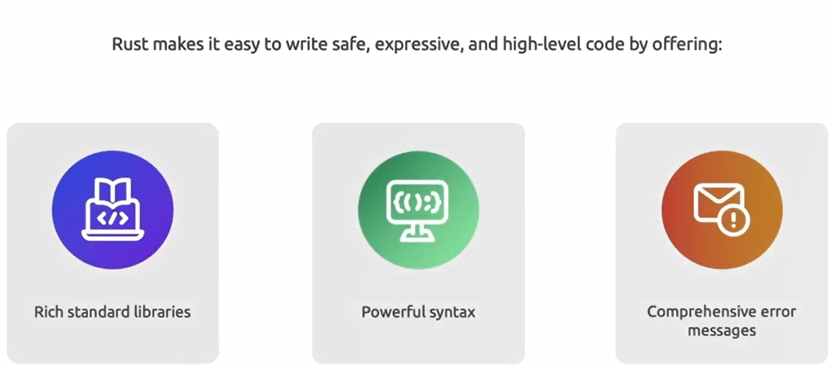 Rust makes it easy to write safe, expressive, and high-level code by offering:
Rich standard libraries
Powerful syntax
Comprehensive error
messages